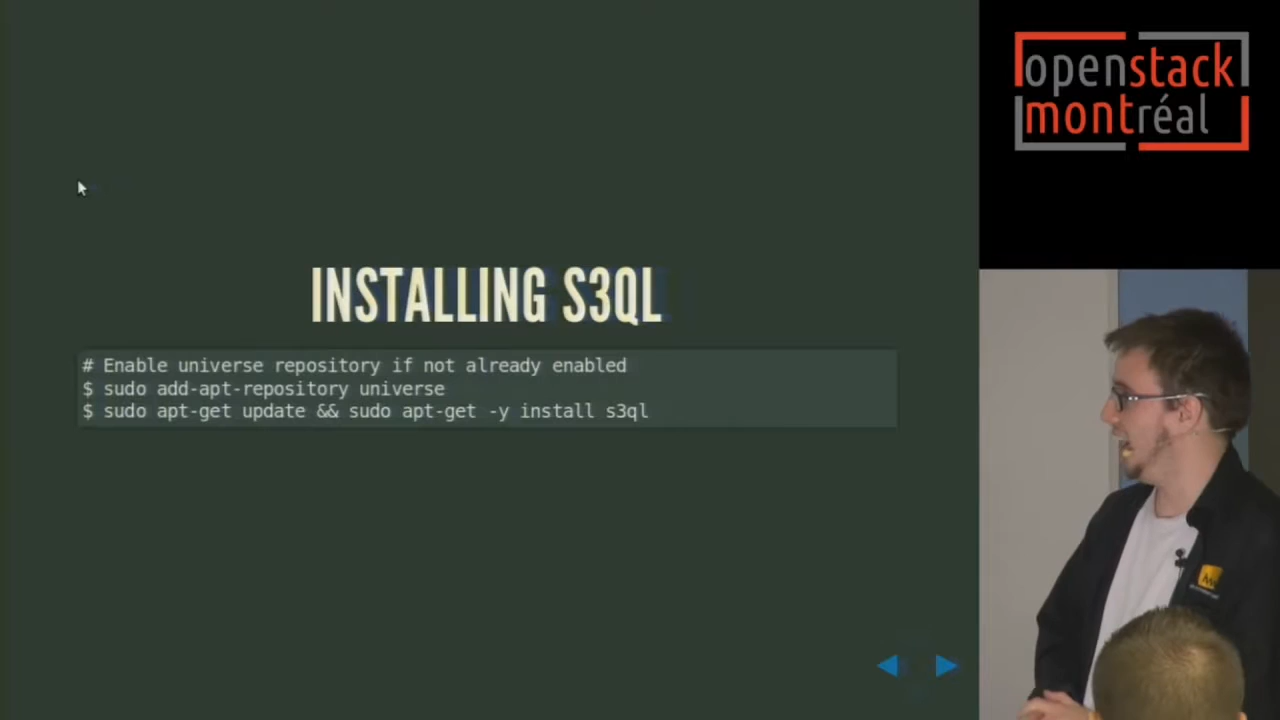 INSTALLING S3QL
# Enable universe repository if not already enabled
$ sudo add-apt-repository universe
$ sudo apt-get update && sudo apt-get -y install s3ql
openstack
montréal